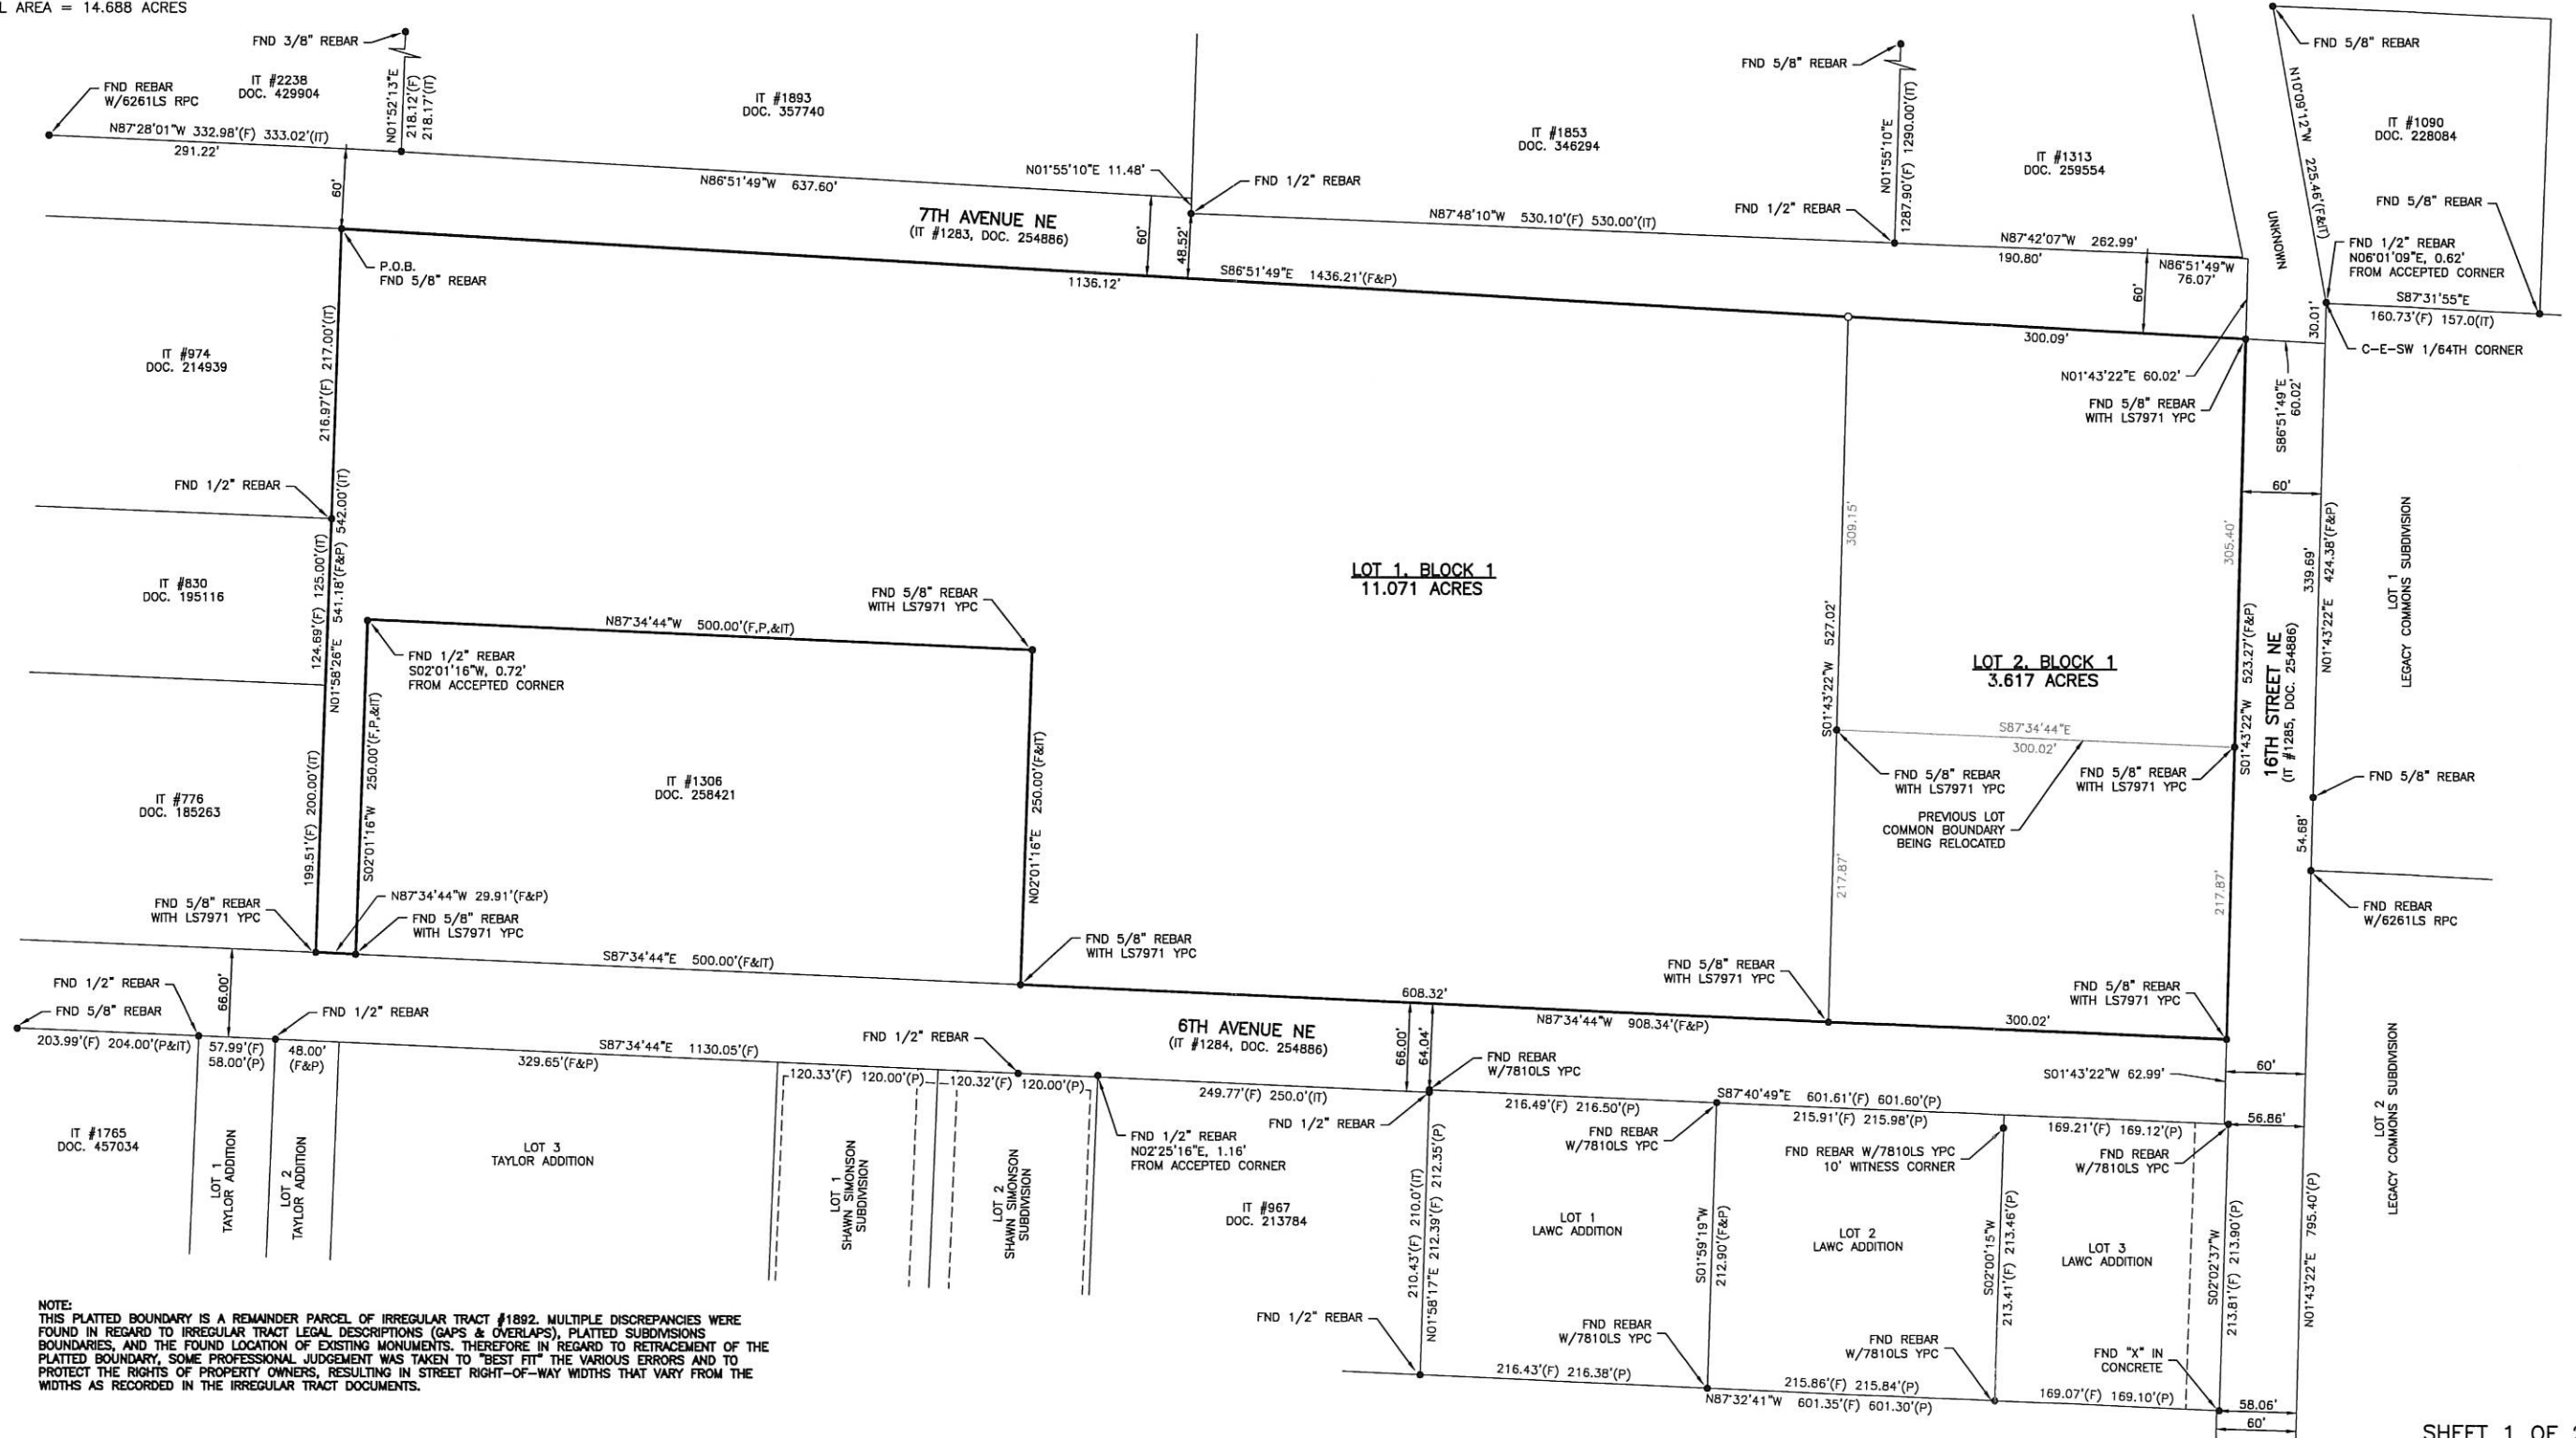 L AREA = 14.688 ACRES
FND 3/8" REBAR
FND REBAR
W/6261LS RPC
IT #2238
DOC. 429904
N01°52'13"E
218.12'(F)
218.17'(IT)
IT #1893
DOC. 357740
N87°28'01"W 332.98'(F) 333.02'(IT)
291.22'
60'
N86°51'49"W 637.60'
N01°55'10"E 11.48'
FND 1/2" REBAR
7TH AVENUE NE
(IT #1283, DOC. 254886)
60'
48.52'
IT #1853
DOC. 346294
FND 5/8" REBAR
N01°55'10"E
1287.90'(F) 1290.00'(IT)
N87°48'10"W 530.10'(F) 530.00'(IT)
FND 1/2" REBAR
IT #1313
DOC. 259554
N87°42'07"W 262.99'
190.80'
N86°51'49"W
76.07'
60'
UNKNOWN
N10°09'12"W 225.46'(F&IT)
FND 5/8" REBAR
IT #1090
DOC. 228084
FND 5/8" REBAR
FND 1/2" REBAR
N06°01'09"E, 0.62'
FROM ACCEPTED CORNER
S87°31'55"E
160.73'(F) 157.0(IT)
30.01'
C-E-SW 1/64TH CORNER
P.O.B.
FND 5/8" REBAR
S86°51'49"E 1436.21'(F&P)
1136.12'
300.09'
N01°43'22"E 60.02'
FND 5/8" REBAR
WITH LS7971 YPC
S86°51'49"E
60.02'
60'
IT #974
DOC. 214939
216.97'(F) 217.00'(IT)
FND 1/2" REBAR
N01°58'26"E 541.18'(F&P) 542.00'(IT)
124.69'(F) 125.00'(IT)
IT #830
DOC. 195116
IT #776
DOC. 185263
199.51'(F) 200.00'(IT)
LOT 1, BLOCK 1
11.071 ACRES
FND 5/8" REBAR
WITH LS7971 YPC
N87°34'44"W 500.00'(F,P,&IT)
FND 1/2" REBAR
S02°01'16"W, 0.72'
FROM ACCEPTED CORNER
S02°01'16"W 250.00'(F,P,&IT)
IT #1306
DOC. 258421
N02°01'16"E 250.00'(F&IT)
309.15'
S01°43'22"W 527.02'
217.87'
LOT 2, BLOCK 1
3.617 ACRES
S87°34'44"E
300.02'
FND 5/8" REBAR
WITH LS7971 YPC
FND 5/8" REBAR
WITH LS7971 YPC
PREVIOUS LOT
COMMON BOUNDARY
BEING RELOCATED
305.40'
S01°43'22"W 523.27'(F&P)
217.87'
16TH STREET NE
(IT #1285, DOC. 254886)
339.69'
N01°43'22"E 424.38'(F&P)
LOT 1
LEGACY COMMONS SUBDIVISION
FND 5/8" REBAR
54.68'
FND REBAR
W/6261LS RPC
FND 5/8" REBAR
WITH LS7971 YPC
N87°34'44"W 29.91'(F&P)
FND 5/8" REBAR
WITH LS7971 YPC
S87°34'44"E 500.00'(F&IT)
FND 5/8" REBAR
WITH LS7971 YPC
FND 5/8" REBAR
WITH LS7971 YPC
FND 5/8" REBAR
WITH LS7971 YPC
608.32'
N87°34'44"W 908.34'(F&P)
300.02'
66.00'
FND 1/2" REBAR
FND 5/8" REBAR
FND 1/2" REBAR
203.99'(F) 204.00'(P&IT)
57.99'(F)
58.00'(P)
48.00'
(F&P)
S87°34'44"E 1130.05'(F)
329.65'(F&P)
FND 1/2" REBAR
6TH AVENUE NE
(IT #1284, DOC. 254886)
120.33'(F) 120.00'(P)
120.32'(F) 120.00'(P)
249.77'(F) 250.0'(IT)
66.00'
64.04'
FND REBAR
W/7810LS YPC
FND 1/2" REBAR
FND 1/2" REBAR
N02°25'16"E, 1.16'
FROM ACCEPTED CORNER
216.49'(F) 216.50'(P)
S87°40'49"E 601.61'(F) 601.60'(P)
215.91'(F) 215.98'(P)
169.21'(F) 169.12'(P)
S01°43'22"W 62.99'
60'
56.86'
FND REBAR
W/7810LS YPC
FND REBAR W/7810LS YPC
10' WITNESS CORNER
FND REBAR
W/7810LS YPC
IT #1765
DOC. 457034
LOT 1
TAYLOR ADDITION
LOT 2
TAYLOR ADDITION
LOT 3
TAYLOR ADDITION
LOT 1
SHAWN SIMONSON
SUBDIVISION
LOT 2
SHAWN SIMONSON
SUBDIVISION
IT #967
DOC. 213784
210.43'(F) 210.0'(IT)
N01°58'17"E 212.39'(F) 212.35'(P)
LOT 1
LAWC ADDITION
S01°59'19"W
212.90'(F&P)
LOT 2
LAWC ADDITION
S02°00'15"W
213.41'(F) 213.46'(P)
LOT 3
LAWC ADDITION
S02°02'37"W
213.81'(F) 213.90'(P)
N01°43'22"E 795.40'(P)
LOT 2
LEGACY COMMONS SUBDIVISION
FND 1/2" REBAR
FND REBAR
W/7810LS YPC
FND REBAR
W/7810LS YPC
FND "X" IN
CONCRETE
216.43'(F) 216.38'(P)
N87°32'41"W 601.35'(F) 601.30'(P)
215.86'(F) 215.84'(P)
169.07'(F) 169.10'(P)
58.06'
60'
NOTE:
THIS PLATTED BOUNDARY IS A REMAINDER PARCEL OF IRREGULAR TRACT #1892. MULTIPLE DISCREPANCIES WERE
FOUND IN REGARD TO IRREGULAR TRACT LEGAL DESCRIPTIONS (GAPS & OVERLAPS), PLATTED SUBDIVISIONS
BOUNDARIES, AND THE FOUND LOCATION OF EXISTING MONUMENTS. THEREFORE IN REGARD TO RETRACEMENT OF THE
PLATTED BOUNDARY, SOME PROFESSIONAL JUDGEMENT WAS TAKEN TO "BEST FIT" THE VARIOUS ERRORS AND TO
PROTECT THE RIGHTS OF PROPERTY OWNERS, RESULTING IN STREET RIGHT-OF-WAY WIDTHS THAT VARY FROM THE
WIDTHS AS RECORDED IN THE IRREGULAR TRACT DOCUMENTS.
SHEET 1 OF